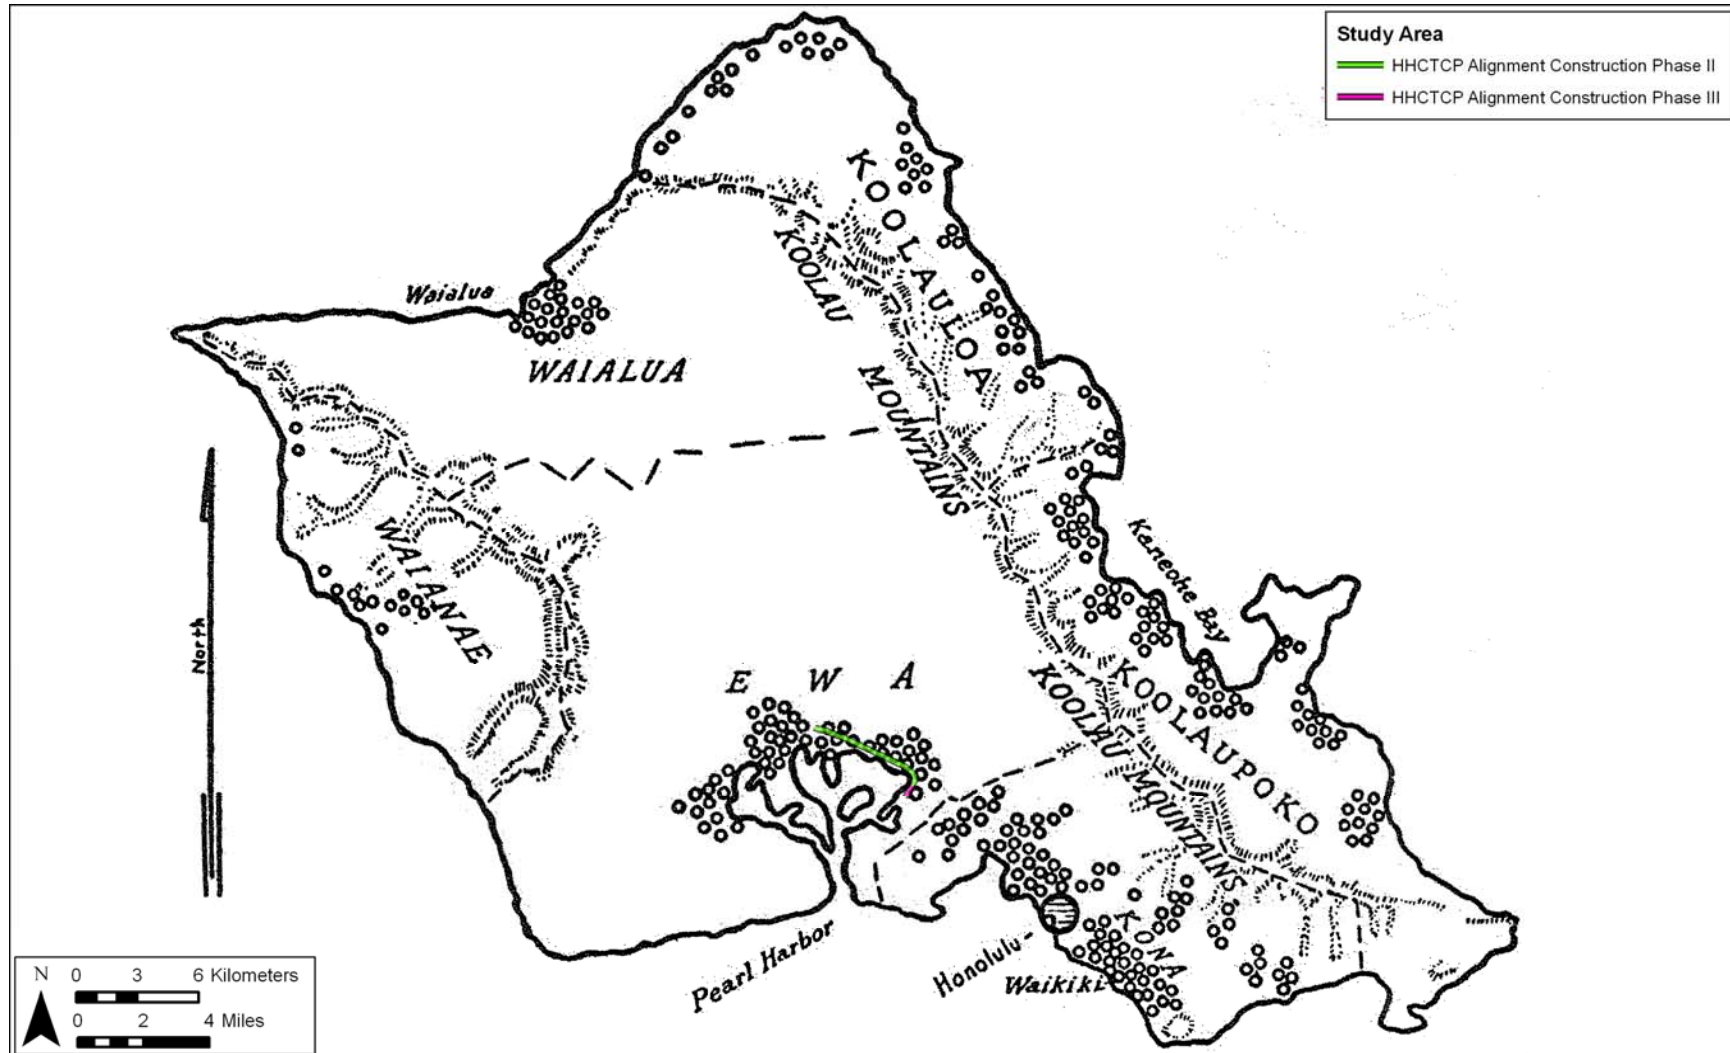 Study Area
HHCTCP Alignment Construction Phase II
HHCTCP Alignment Construction Phase III
KOOLAULOA
KOOLAU
MOUNTAINS
Waialua
WAIALUA
WAIANAE
North
Kaneohe Bay
EWA
KOOLAUPOKO
KOOLAU MOUNTAINS
KONA
Pearl Harbor
Honolulu
Waikiki
N
0 3 6 Kilometers
0 2 4 Miles